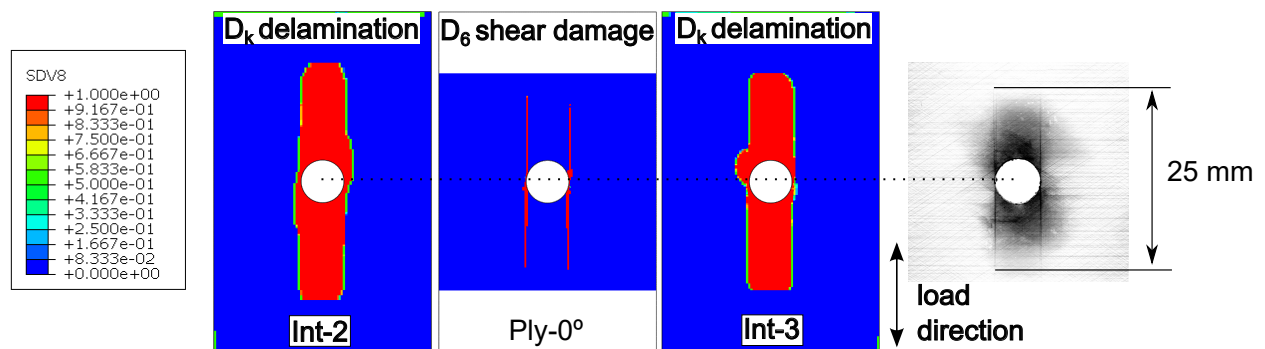 SDV8
+1.000e+00
+9.167e-01
+8.333e-01
+7.500e-01
+6.667e-01
+5.833e-01
+5.000e-01
+4.167e-01
+3.333e-01
+2.500e-01
+1.667e-01
+8.333e-02
+0.000e+00
Dₖ delamination
Int-2
D₆ shear damage
Ply-0º
Dₖ delamination
Int-3
load
direction
25 mm